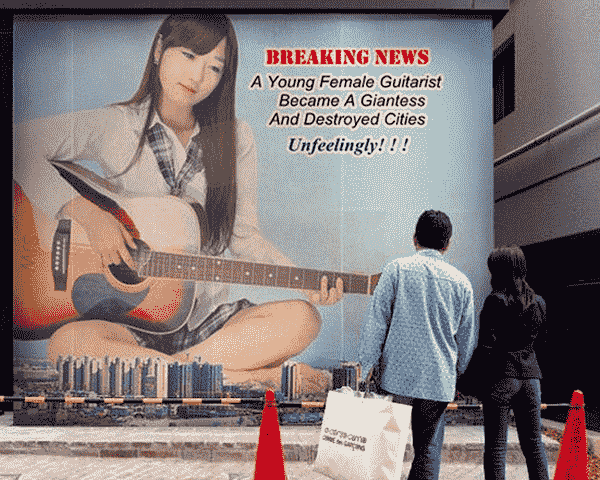 BREAKING NEWS
A Young Female Guitarist
Became A Giantess
And Destroyed Cities
Unfeelingly! ! !